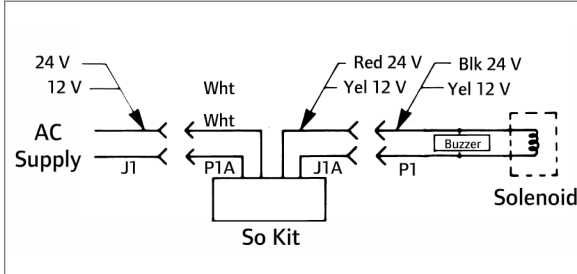 24 V
12 V
Wht
Red 24 V
Yel 12 V
Blk 24 V
Yel 12 V
Wht
AC
Supply
J1
P1A
J1A
P1
Buzzer
Solenoid
So Kit